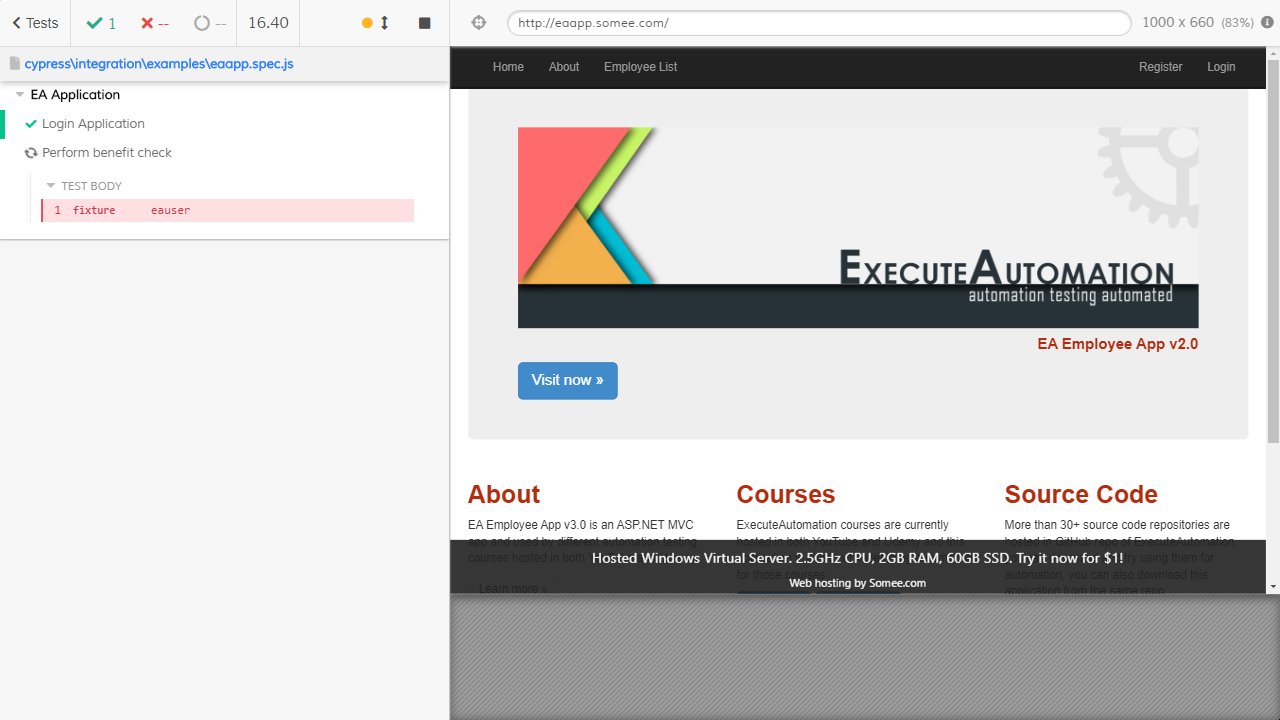 Tests 1 -- -- 16.40
http://eaapp.somee.com/ 1000 x 660 (83%)
cypress\integration\examples\eaapp.spec.js
EA Application
Login Application
Perform benefit check
TEST BODY
1 fixture eauser
Home About Employee List Register Login
EXECUTEAUTOMATION
automation testing automated
EA Employee App v2.0
Visit now »
About
EA Employee App v3.0 is an ASP.NET MVC
app and used by different automation testing
courses hosted in both
Learn more »
Courses
ExecuteAutomation courses are currently
hosted in both YouTube and Udemy and this
for those courses
Source Code
More than 30+ source code repositories are
hosted in GitHub repo of ExecuteAutomation,
try using them for
automation, you can also download this
application from the same repo
Hosted Windows Virtual Server. 2.5GHz CPU, 2GB RAM, 60GB SSD. Try it now for $1!
Web hosting by Somee.com